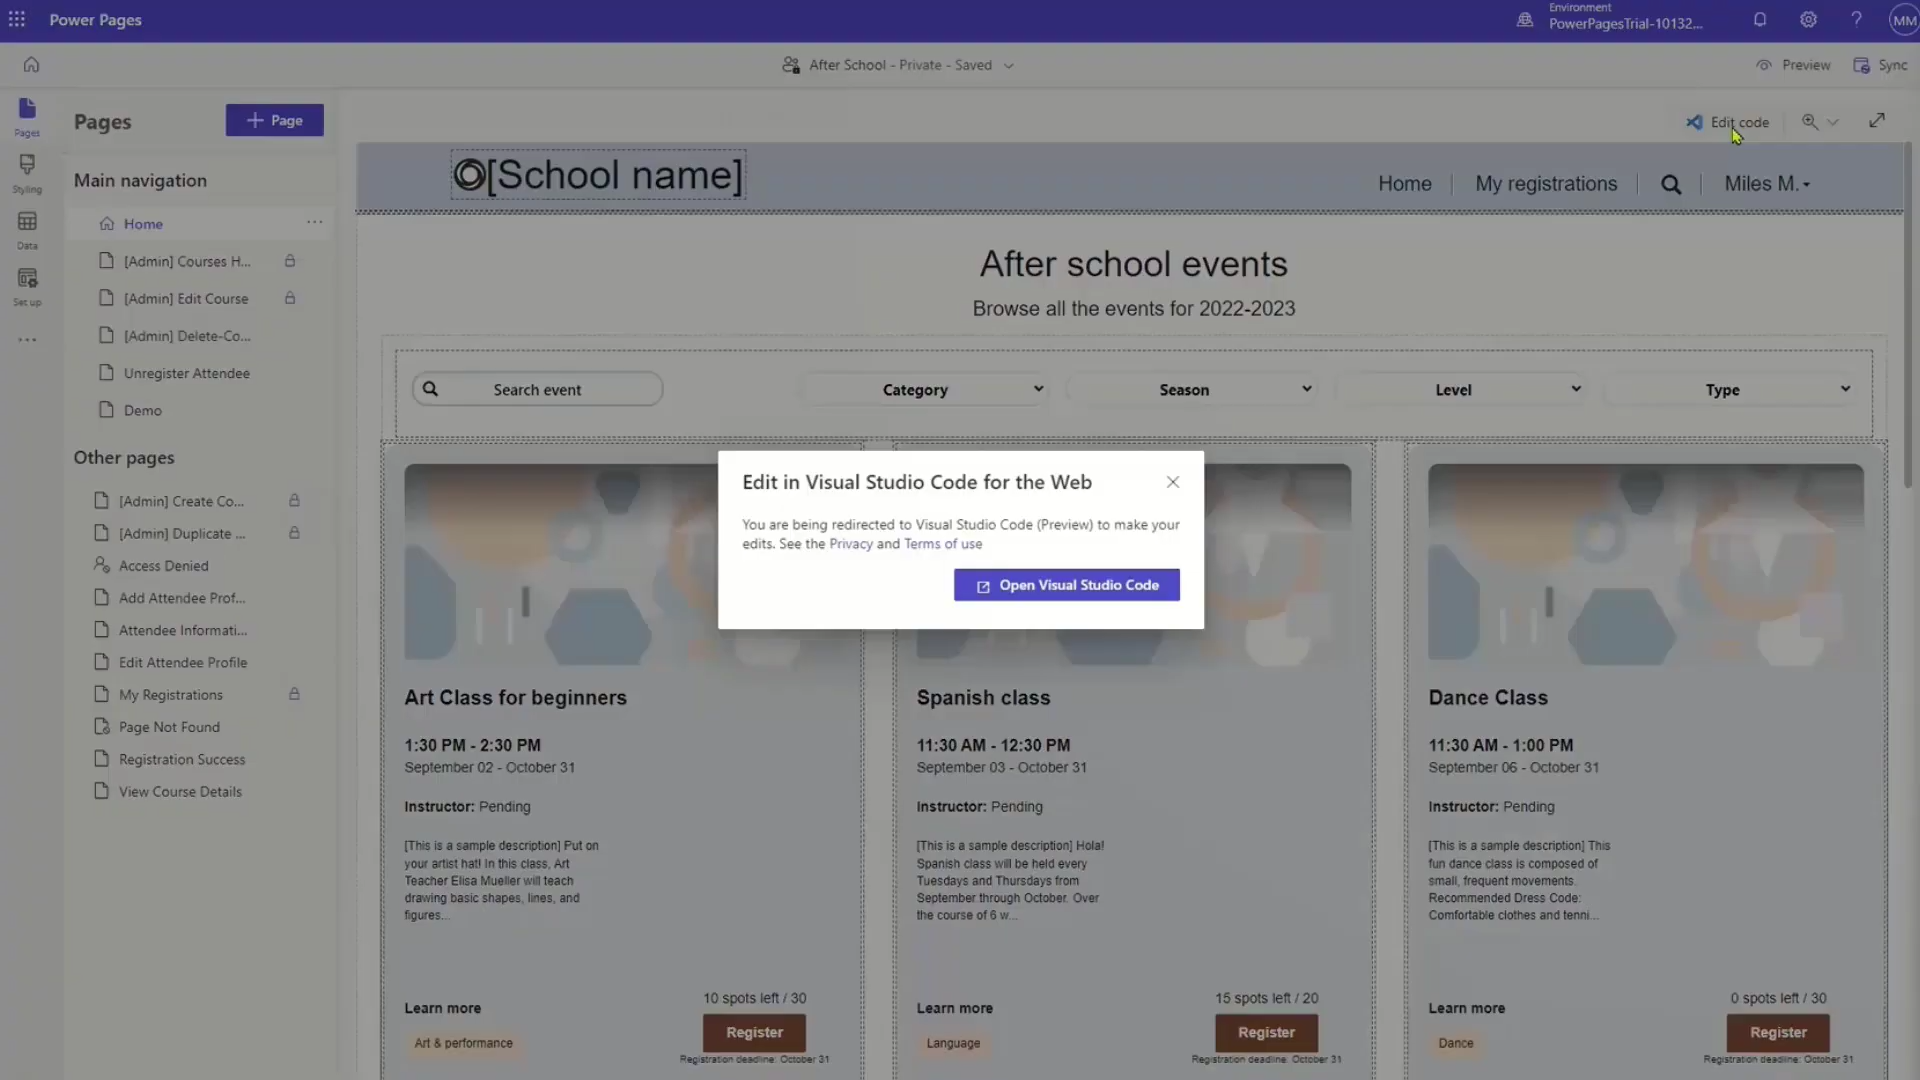 Power Pages
Environment
PowerPagesTrial-10132...
MM
After School - Private - Saved
Preview
Sync
Pages
Styling
Data
Set up
Pages
Page
Main navigation
Home
[Admin] Courses H...
[Admin] Edit Course
[Admin] Delete-Co...
Unregister Attendee
Demo
Other pages
[Admin] Create Co...
[Admin] Duplicate ...
Access Denied
Add Attendee Prof...
Attendee Informati...
Edit Attendee Profile
My Registrations
Page Not Found
Registration Success
View Course Details
Edit code
[School name]
Home
My registrations
Miles M.
After school events
Browse all the events for 2022-2023
Search event
Category
Season
Level
Type
Edit in Visual Studio Code for the Web
You are being redirected to Visual Studio Code (Preview) to make your
edits. See the Privacy and Terms of use
Open Visual Studio Code
Art Class for beginners
1:30 PM - 2:30 PM
September 02 - October 31
Instructor: Pending
[This is a sample description] Put on
your artist hat! In this class, Art
Teacher Elisa Mueller will teach
drawing basic shapes, lines, and
figures...
Learn more
Art & performance
10 spots left / 30
Register
Registration deadline: October 31
Spanish class
11:30 AM - 12:30 PM
September 03 - October 31
Instructor: Pending
[This is a sample description] Hola!
Spanish class will be held every
Tuesdays and Thursdays from
September through October. Over
the course of 6 w...
Learn more
Language
15 spots left / 20
Register
Registration deadline: October 31
Dance Class
11:30 AM - 1:00 PM
September 06 - October 31
Instructor: Pending
[This is a sample description] This
fun dance class is composed of
small, frequent movements.
Recommended Dress Code:
Comfortable clothes and tenni...
Learn more
Dance
0 spots left / 30
Register
Registration deadline: October 31